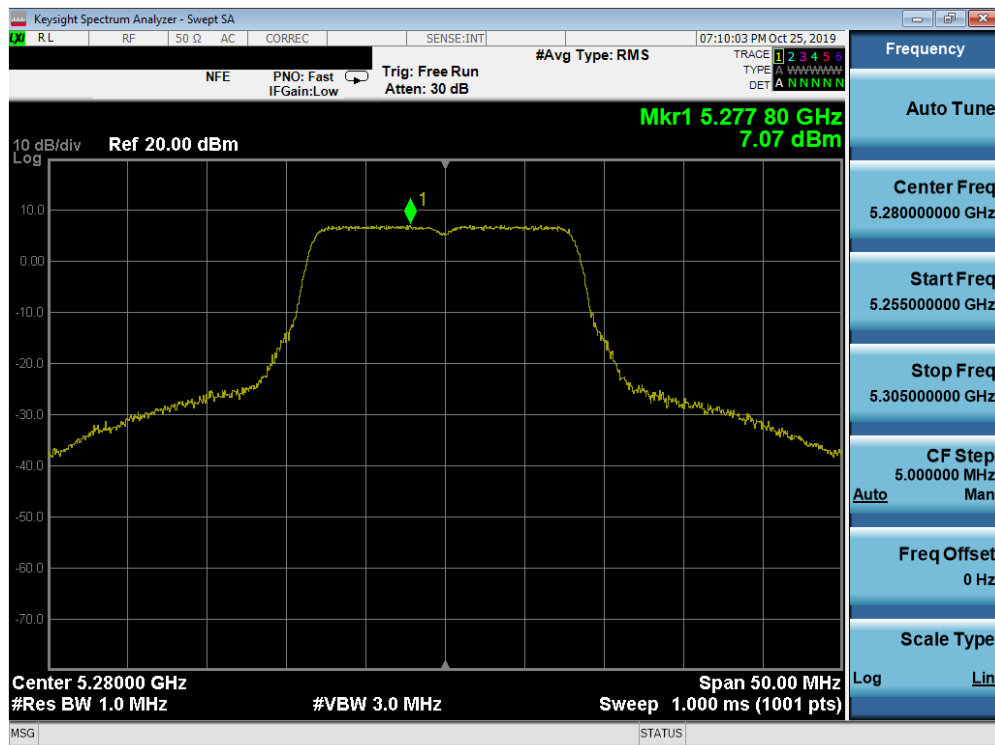 Keysight Spectrum Analyzer - Swept SA
LXI RL RF 50 Ω AC CORREC SENSE:INT 07:10:03 PM Oct 25, 2019
#Avg Type: RMS TRACE 1 2 3 4 5 6
NFE PNO: Fast Trig: Free Run TYPE A WWWWWW
IFGain:Low Atten: 30 dB DET A N N N N N
Mkr1 5.277 80 GHz
10 dB/div Ref 20.00 dBm 7.07 dBm
Log
1
10.0
0.00
-10.0
-20.0
-30.0
-40.0
-50.0
-60.0
-70.0
Center 5.28000 GHz Span 50.00 MHz
#Res BW 1.0 MHz #VBW 3.0 MHz Sweep 1.000 ms (1001 pts)
MSG STATUS
Frequency
Auto Tune
Center Freq
5.280000000 GHz
Start Freq
5.255000000 GHz
Stop Freq
5.305000000 GHz
CF Step
5.000000 MHz
Auto Man
Freq Offset
0 Hz
Scale Type
Log Lin